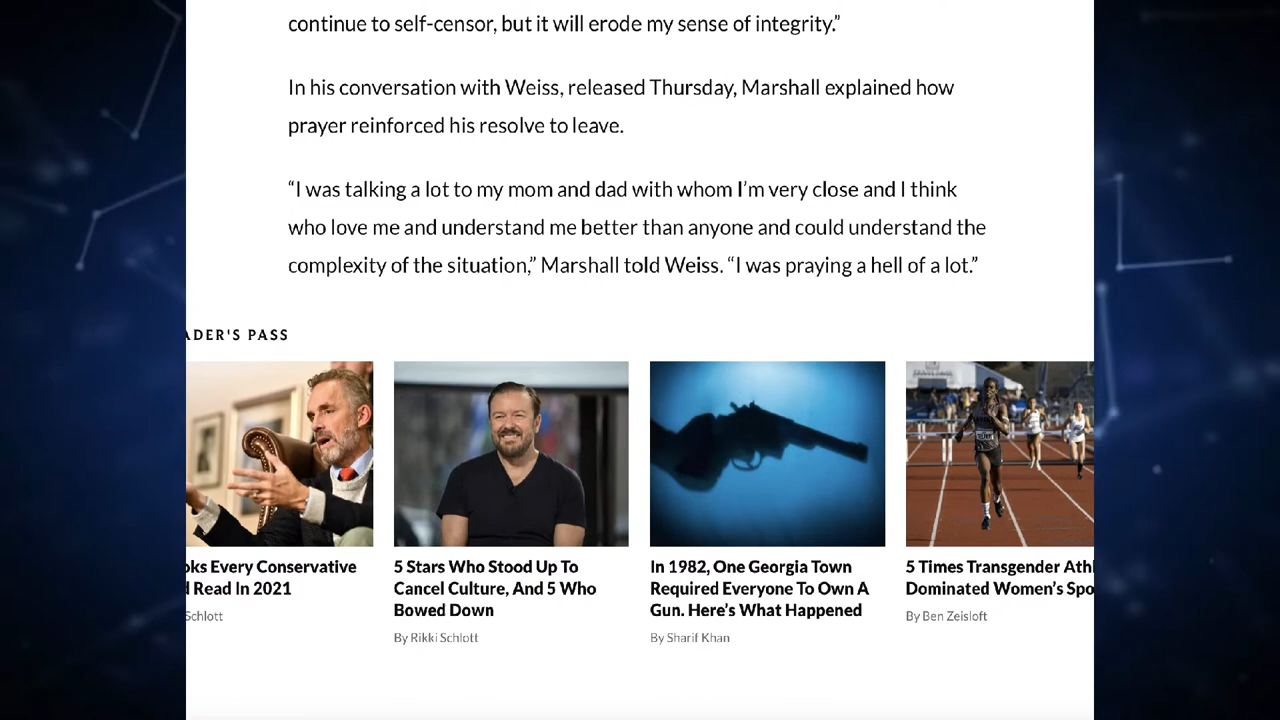 continue to self-censor, but it will erode my sense of integrity.”
In his conversation with Weiss, released Thursday, Marshall explained how
prayer reinforced his resolve to leave.
“I was talking a lot to my mom and dad with whom I’m very close and I think
who love me and understand me better than anyone and could understand the
complexity of the situation,” Marshall told Weiss. “I was praying a hell of a lot.”
ADER'S PASS
oks Every Conservative
d Read In 2021
Schlott
5 Stars Who Stood Up To
Cancel Culture, And 5 Who
Bowed Down
By Rikki Schlott
In 1982, One Georgia Town
Required Everyone To Own A
Gun. Here’s What Happened
By Sharif Khan
5 Times Transgender Athl
Dominated Women’s Spo
By Ben Zeisloft